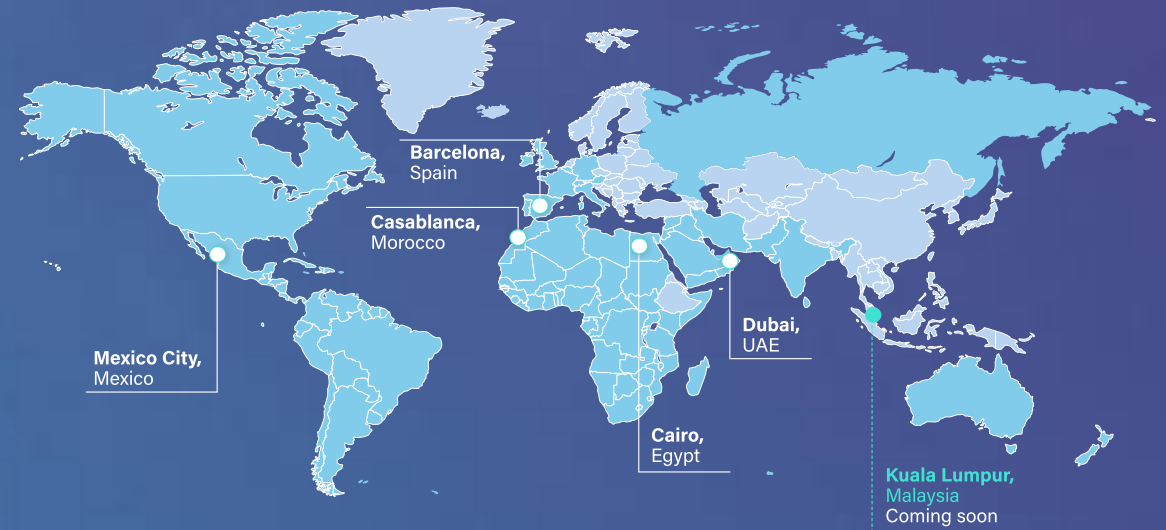 Barcelona,
Spain
Casablanca,
Morocco
Mexico City,
Mexico
Dubai,
UAE
Cairo,
Egypt
Kuala Lumpur,
Malaysia
Coming soon